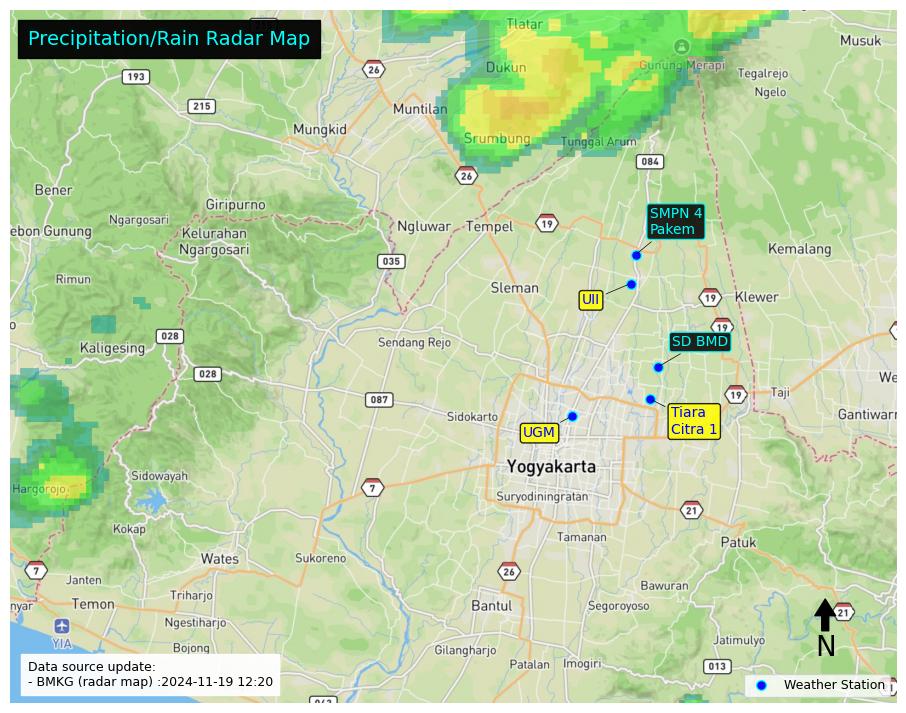 Precipitation/Rain Radar Map
Tlatar
Musuk
26
Dukun
Gunung Merapi
Tegalrejo
193
Ngelo
215
Muntilan
Mungkid
Srumbung
Tunggal Arum
084
26
Bener
Giripurno
Ngargosari
SMPN 4
Pakem
ebon Gunung
Kelurahan
Ngargosari
Ngluwar
Tempel
19
Kemalang
035
Rimun
Sleman
UII
19
Klewer
19
028
Sendang Rejo
SD BMD
Kaligesing
028
We
087
19
Taji
Sidokarto
UGM
Tiara
Citra 1
Gantiwarn
Yogyakarta
Sidowayah
Hargorojo
7
Suryodiningratan
21
Kokap
Tamanan
Patuk
Wates
Sukoreno
7
26
Janten
Bawuran
Triharjo
nyar
Temon
Bantul
Segoroyoso
21
Ngestiharjo
YIA
N
Bojong
Gilangharjo
Jatimulyo
Patalan
Imogiri
013
Data source update:
- BMKG (radar map) :2024-11-19 12:20
Weather Station